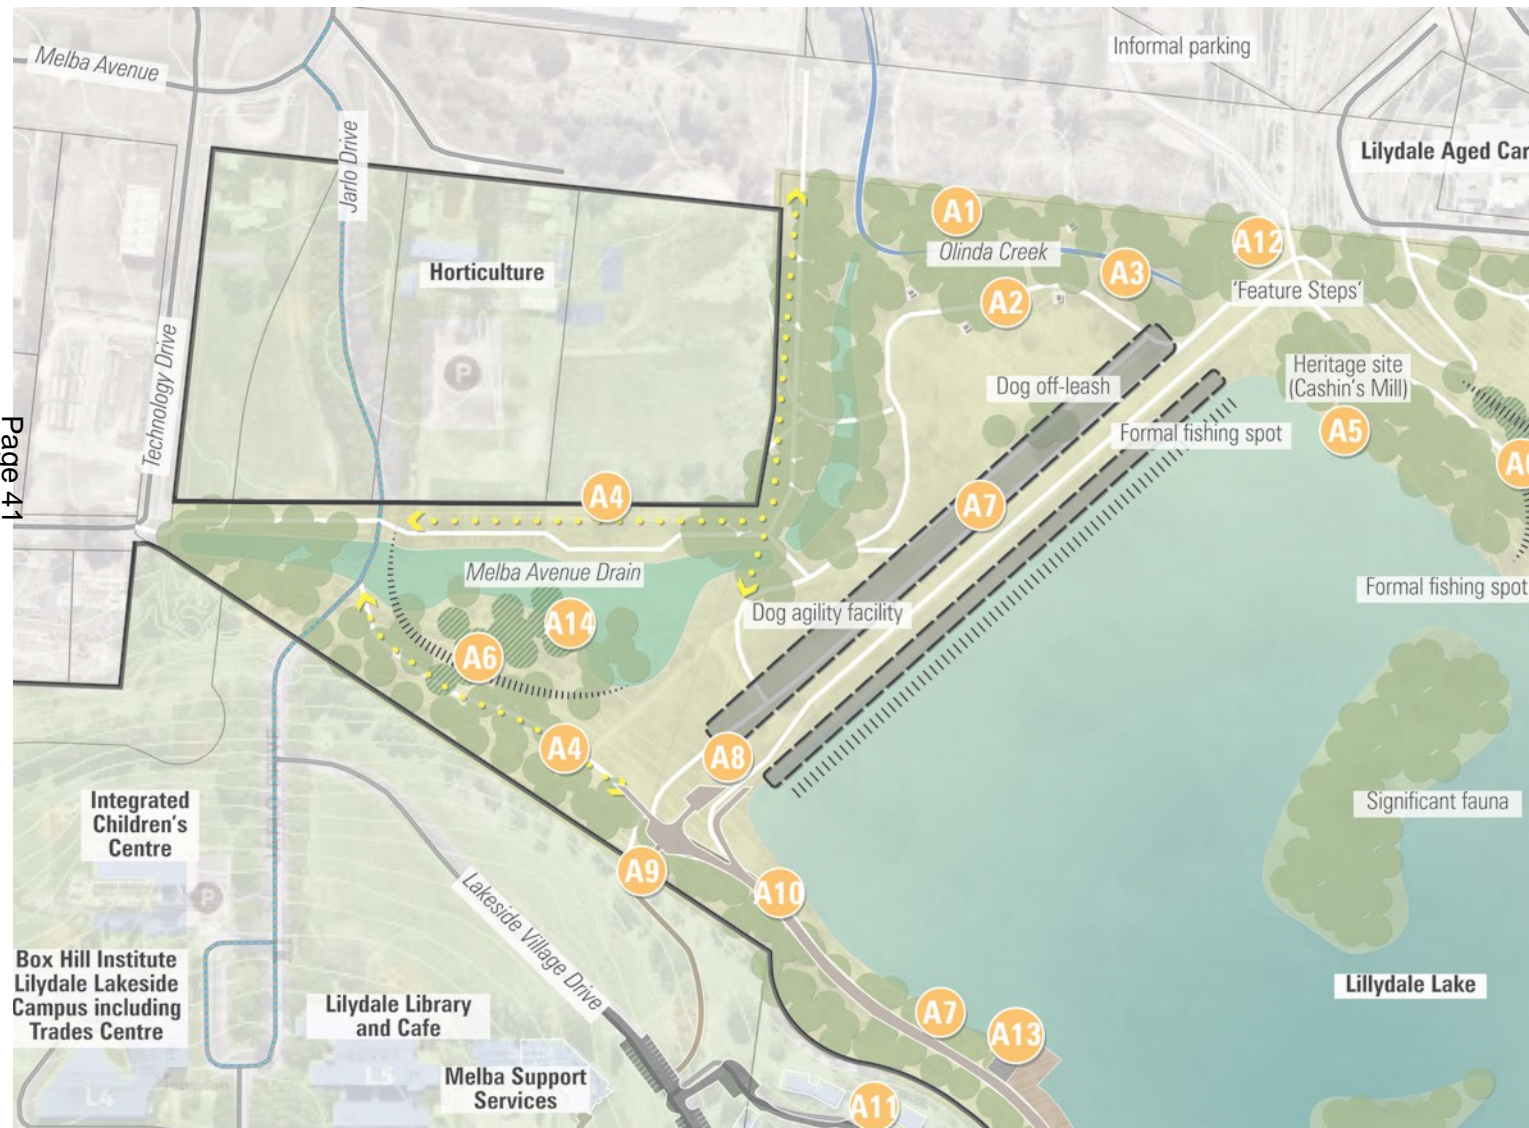 Informal parking
Melba Avenue
Jarlo Drive
Lilydale Aged Car
A1
A12
Olinda Creek
A3
Horticulture
A2
'Feature Steps'
Technology Drive
P
Heritage site
(Cashin's Mill)
Dog off-leash
Formal fishing spot
A5
Page 41
A4
A7
Melba Avenue Drain
Formal fishing spot
Dog agility facility
A14
A6
A4
A8
Integrated
Children's
Centre
Significant fauna
A9
A10
P
Lakeside Village Drive
Box Hill Institute
Lilydale Lakeside
Campus including
Trades Centre
Lilydale Library
and Cafe
Lillydale Lake
A7
A13
L5
Melba Support
Services
L4
A11